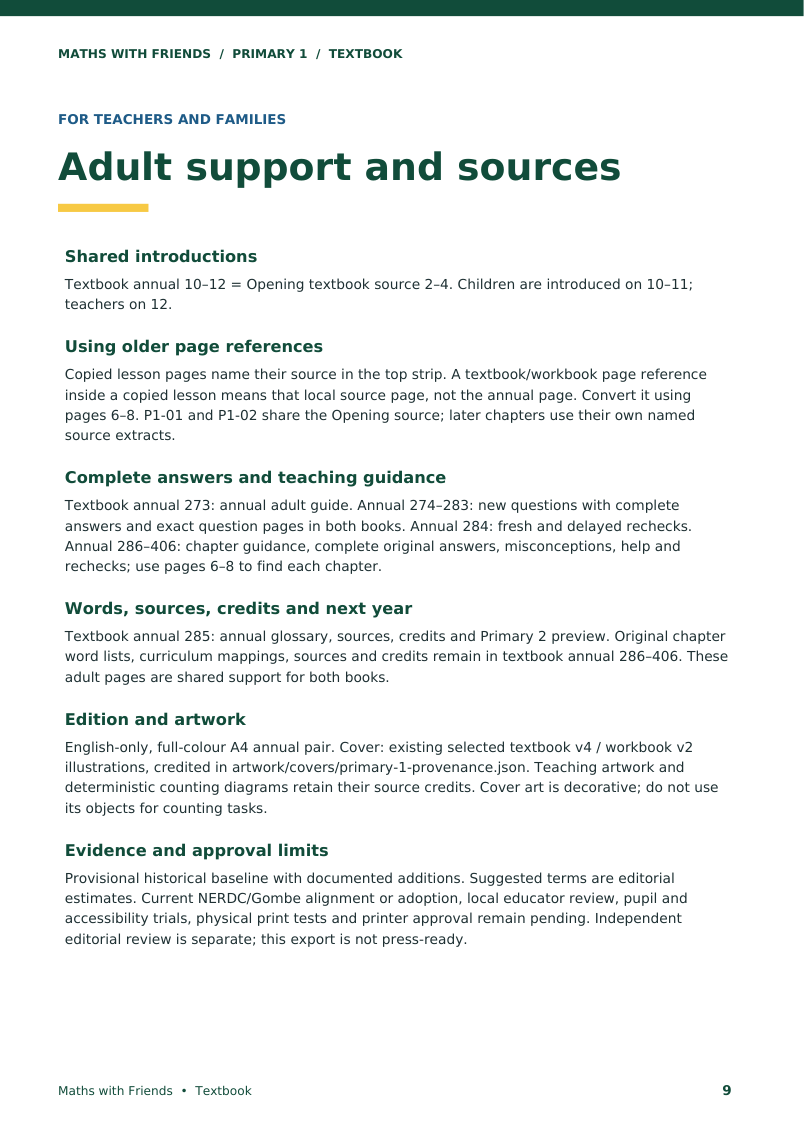 MATHS WITH FRIENDS / PRIMARY 1 / TEXTBOOK
FOR TEACHERS AND FAMILIES
Adult support and sources
Shared introductions
Textbook annual 10–12 = Opening textbook source 2–4. Children are introduced on 10–11;
teachers on 12.
Using older page references
Copied lesson pages name their source in the top strip. A textbook/workbook page reference
inside a copied lesson means that local source page, not the annual page. Convert it using
pages 6–8. P1-01 and P1-02 share the Opening source; later chapters use their own named
source extracts.
Complete answers and teaching guidance
Textbook annual 273: annual adult guide. Annual 274–283: new questions with complete
answers and exact question pages in both books. Annual 284: fresh and delayed rechecks.
Annual 286–406: chapter guidance, complete original answers, misconceptions, help and
rechecks; use pages 6–8 to find each chapter.
Words, sources, credits and next year
Textbook annual 285: annual glossary, sources, credits and Primary 2 preview. Original chapter
word lists, curriculum mappings, sources and credits remain in textbook annual 286–406. These
adult pages are shared support for both books.
Edition and artwork
English-only, full-colour A4 annual pair. Cover: existing selected textbook v4 / workbook v2
illustrations, credited in artwork/covers/primary-1-provenance.json. Teaching artwork and
deterministic counting diagrams retain their source credits. Cover art is decorative; do not use
its objects for counting tasks.
Evidence and approval limits
Provisional historical baseline with documented additions. Suggested terms are editorial
estimates. Current NERDC/Gombe alignment or adoption, local educator review, pupil and
accessibility trials, physical print tests and printer approval remain pending. Independent
editorial review is separate; this export is not press-ready.
Maths with Friends • Textbook
9